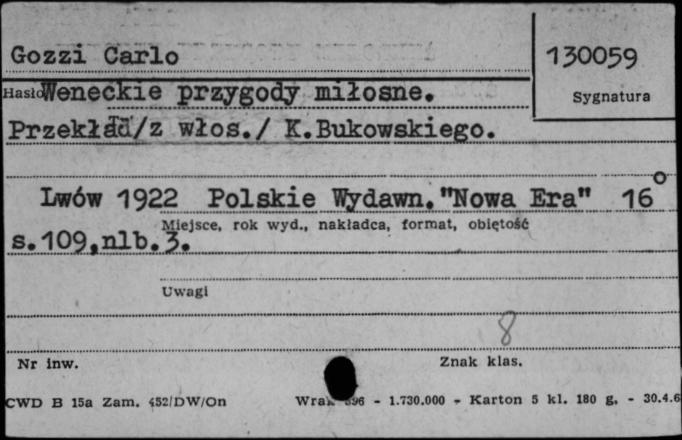 Gozzi Carlo
130059
Hasło Weneckie przygody miłosne.
Sygnatura
Przekład/z włos./ K.Bukowskiego.
Lwów 1922 Polskie Wydawn. "Nowa Era" 16°
Miejsce, rok wyd., nakładca, format, objętość
s.109,nlb.3.
Uwagi
8
Nr inw.
Znak klas.
CWD B 15a Zam. 452/DW/On
- 1.730.000 - Karton 5 kl. 180 g. - 30.4.6